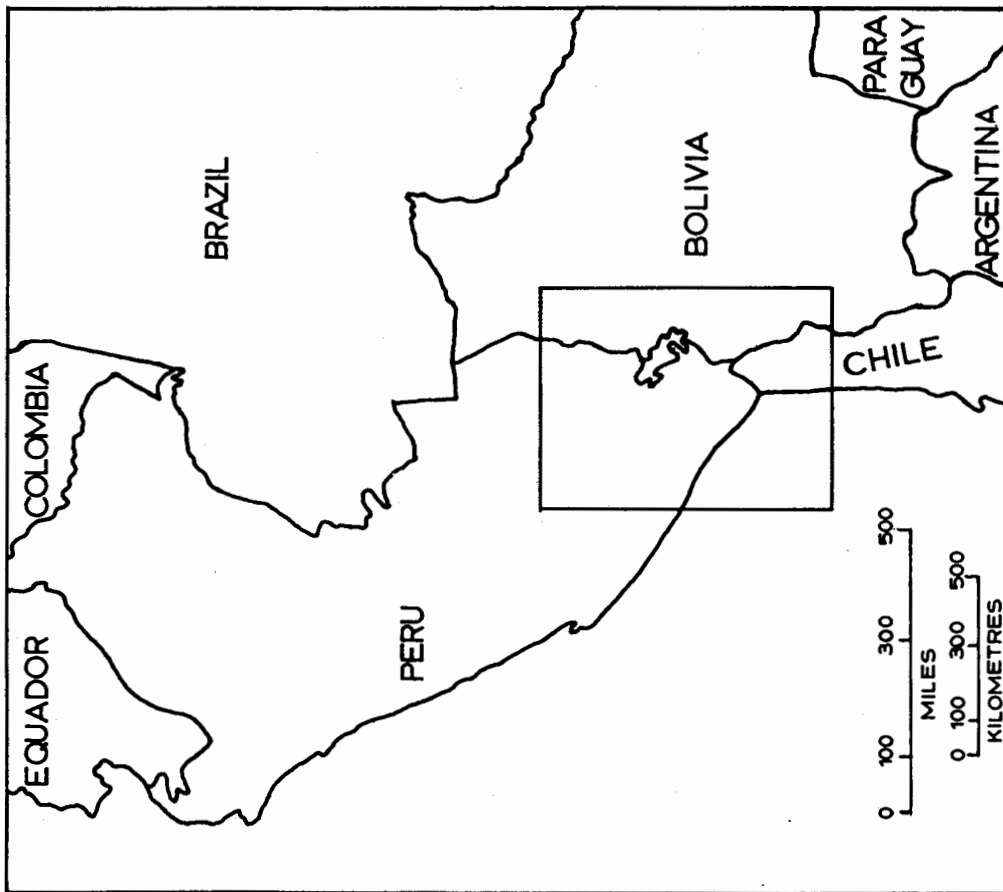 EQUADOR
COLOMBIA
BRAZIL
PERU
BOLIVIA
PARA
GUAY
CHILE
ARGENTINA
0 100 300 500
MILES
0 100 300 500
KILOMETRES